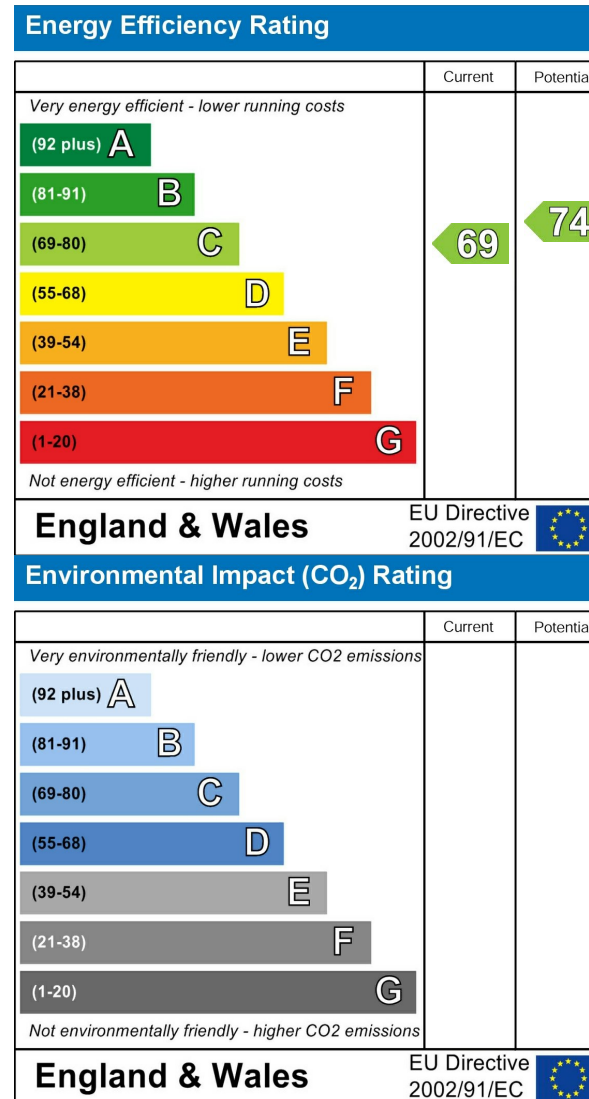 Energy Efficiency Rating
Current Potentia
Very energy efficient - lower running costs
(92 plus) A
(81-91) B
(69-80) C
69
74
(55-68) D
(39-54) E
(21-38) F
(1-20) G
Not energy efficient - higher running costs
England & Wales
EU Directive
2002/91/EC
Environmental Impact (CO₂) Rating
Current Potentia
Very environmentally friendly - lower CO2 emissions
(92 plus) A
(81-91) B
(69-80) C
(55-68) D
(39-54) E
(21-38) F
(1-20) G
Not environmentally friendly - higher CO2 emissions
England & Wales
EU Directive
2002/91/EC